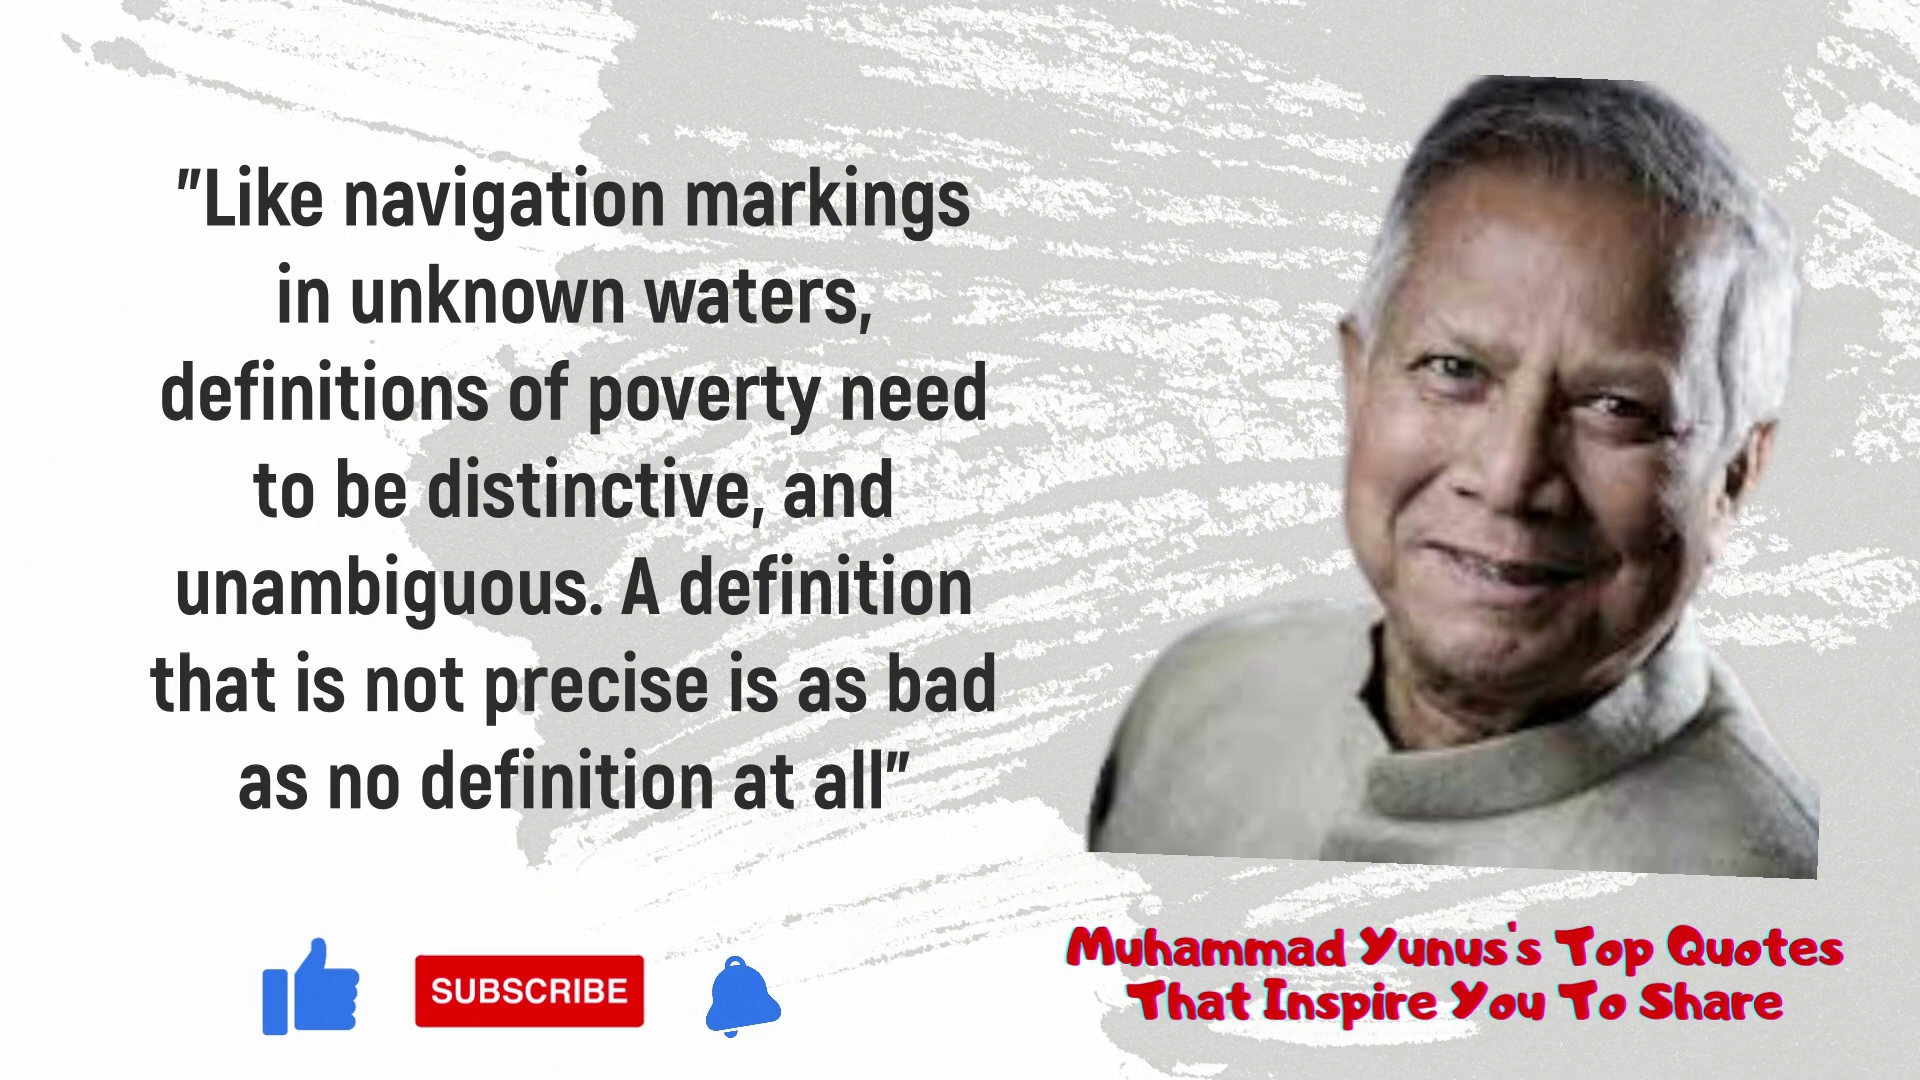 "Like navigation markings
in unknown waters,
definitions of poverty need
to be distinctive, and
unambiguous. A definition
that is not precise is as bad
as no definition at all"
SUBSCRIBE
Muhammad Yunus's Top Quotes
That Inspire You To Share